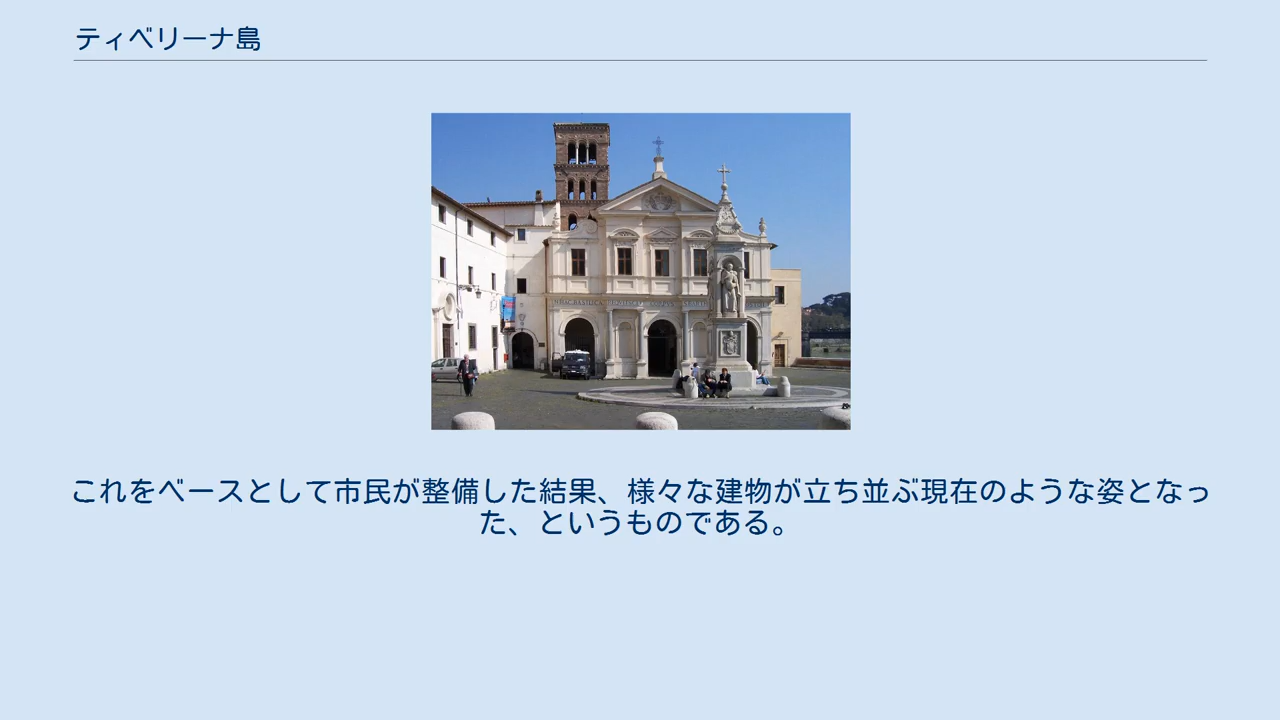 ティベリーナ島
これをベースとして市民が整備した結果、様々な建物が立ち並ぶ現在のような姿となっ
た、というものである。